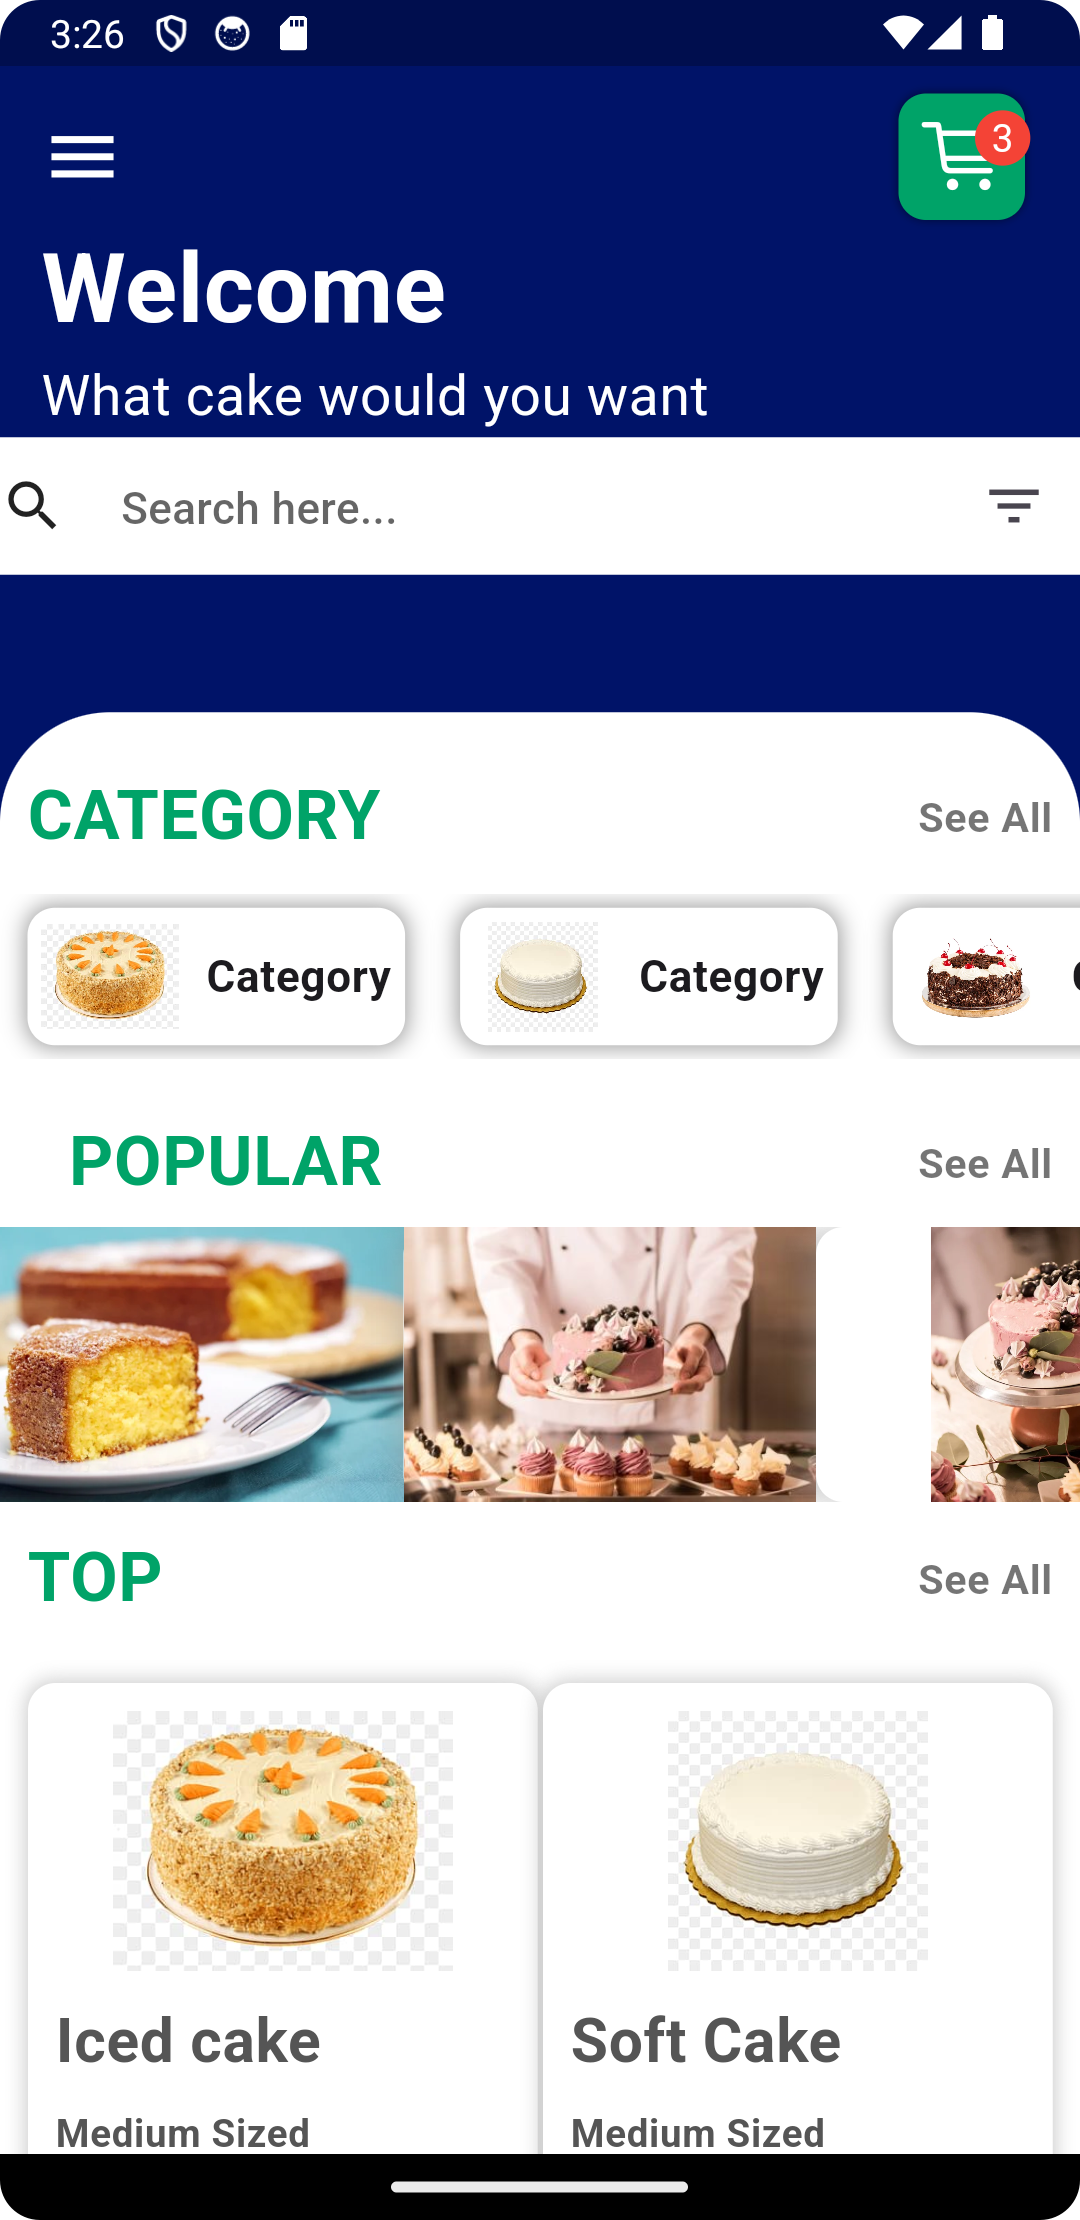 3:26
3
Welcome
What cake would you want
Search here...
CATEGORY
See All
Category
Category
POPULAR
See All
TOP
See All
Iced cake
Soft Cake
Medium Sized
Medium Sized